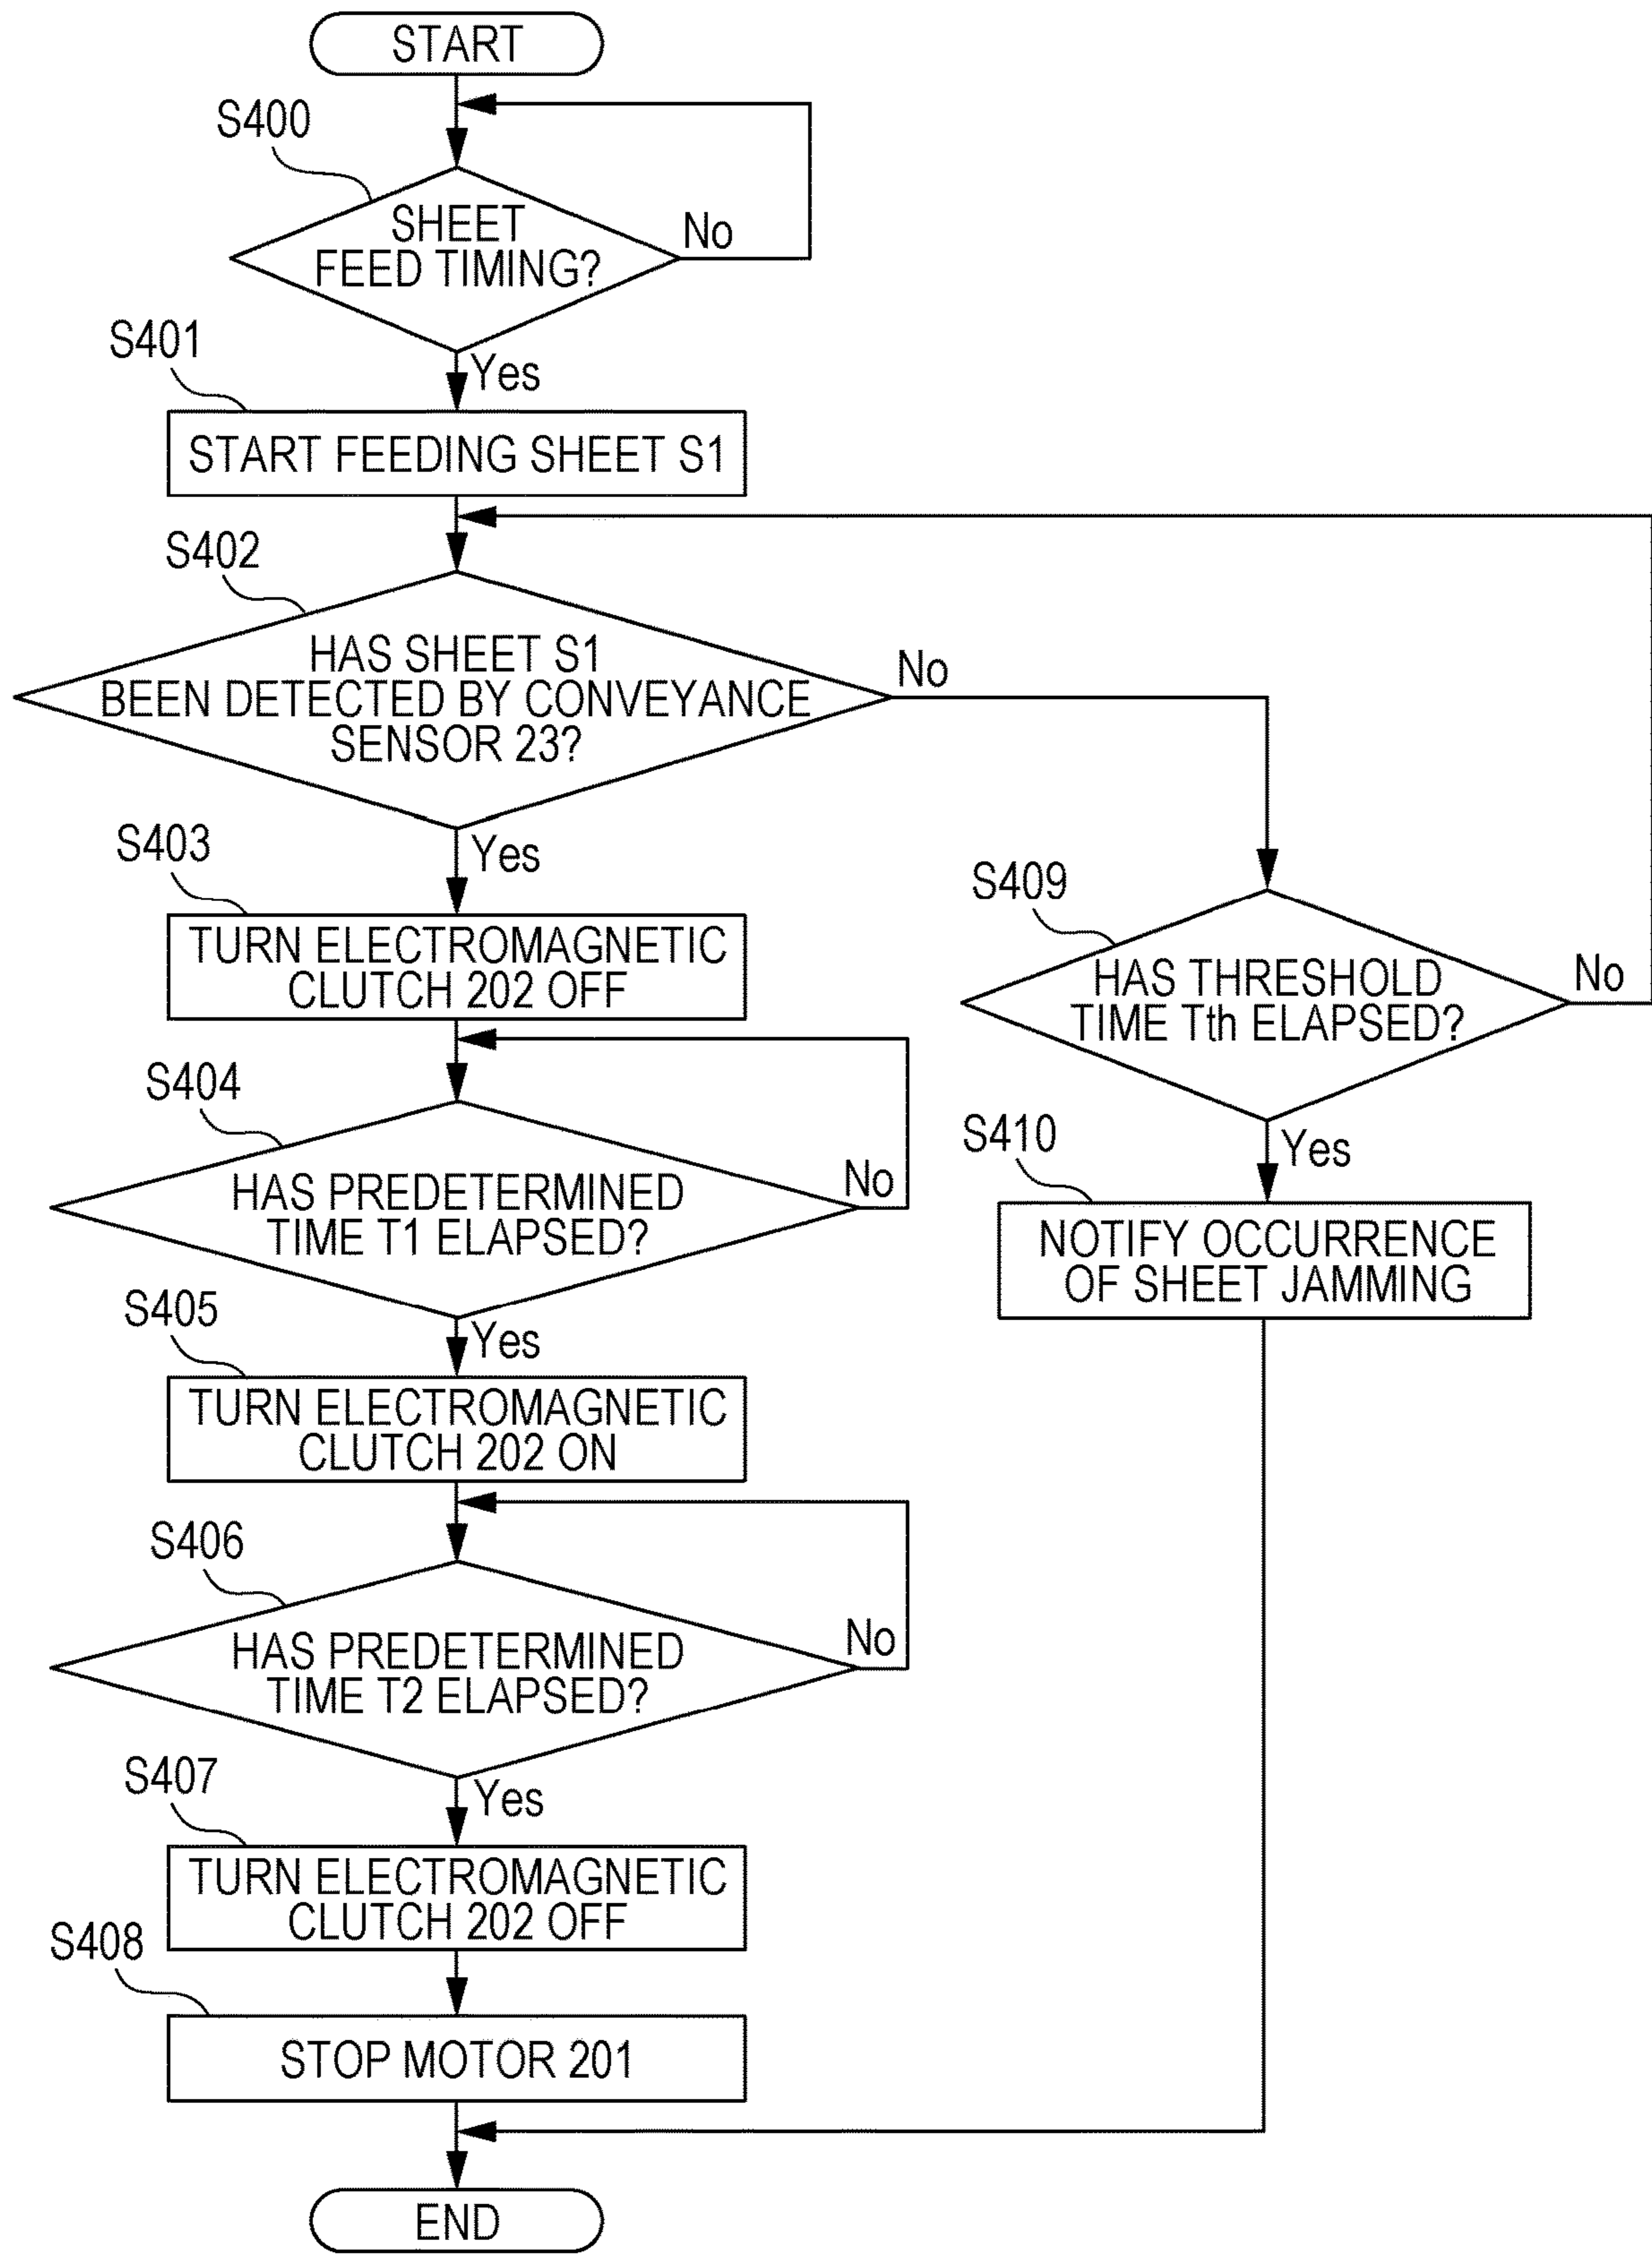 START
S400
SHEET
FEED TIMING?
No
Yes
S401
START FEEDING SHEET S1
S402
HAS SHEET S1
BEEN DETECTED BY CONVEYANCE
SENSOR 23?
No
Yes
S403
TURN ELECTROMAGNETIC
CLUTCH 202 OFF
S409
HAS THRESHOLD
TIME Tth ELAPSED?
No
Yes
S404
HAS PREDETERMINED
TIME T1 ELAPSED?
No
Yes
S410
NOTIFY OCCURRENCE
OF SHEET JAMMING
S405
TURN ELECTROMAGNETIC
CLUTCH 202 ON
S406
HAS PREDETERMINED
TIME T2 ELAPSED?
No
Yes
S407
TURN ELECTROMAGNETIC
CLUTCH 202 OFF
S408
STOP MOTOR 201
END